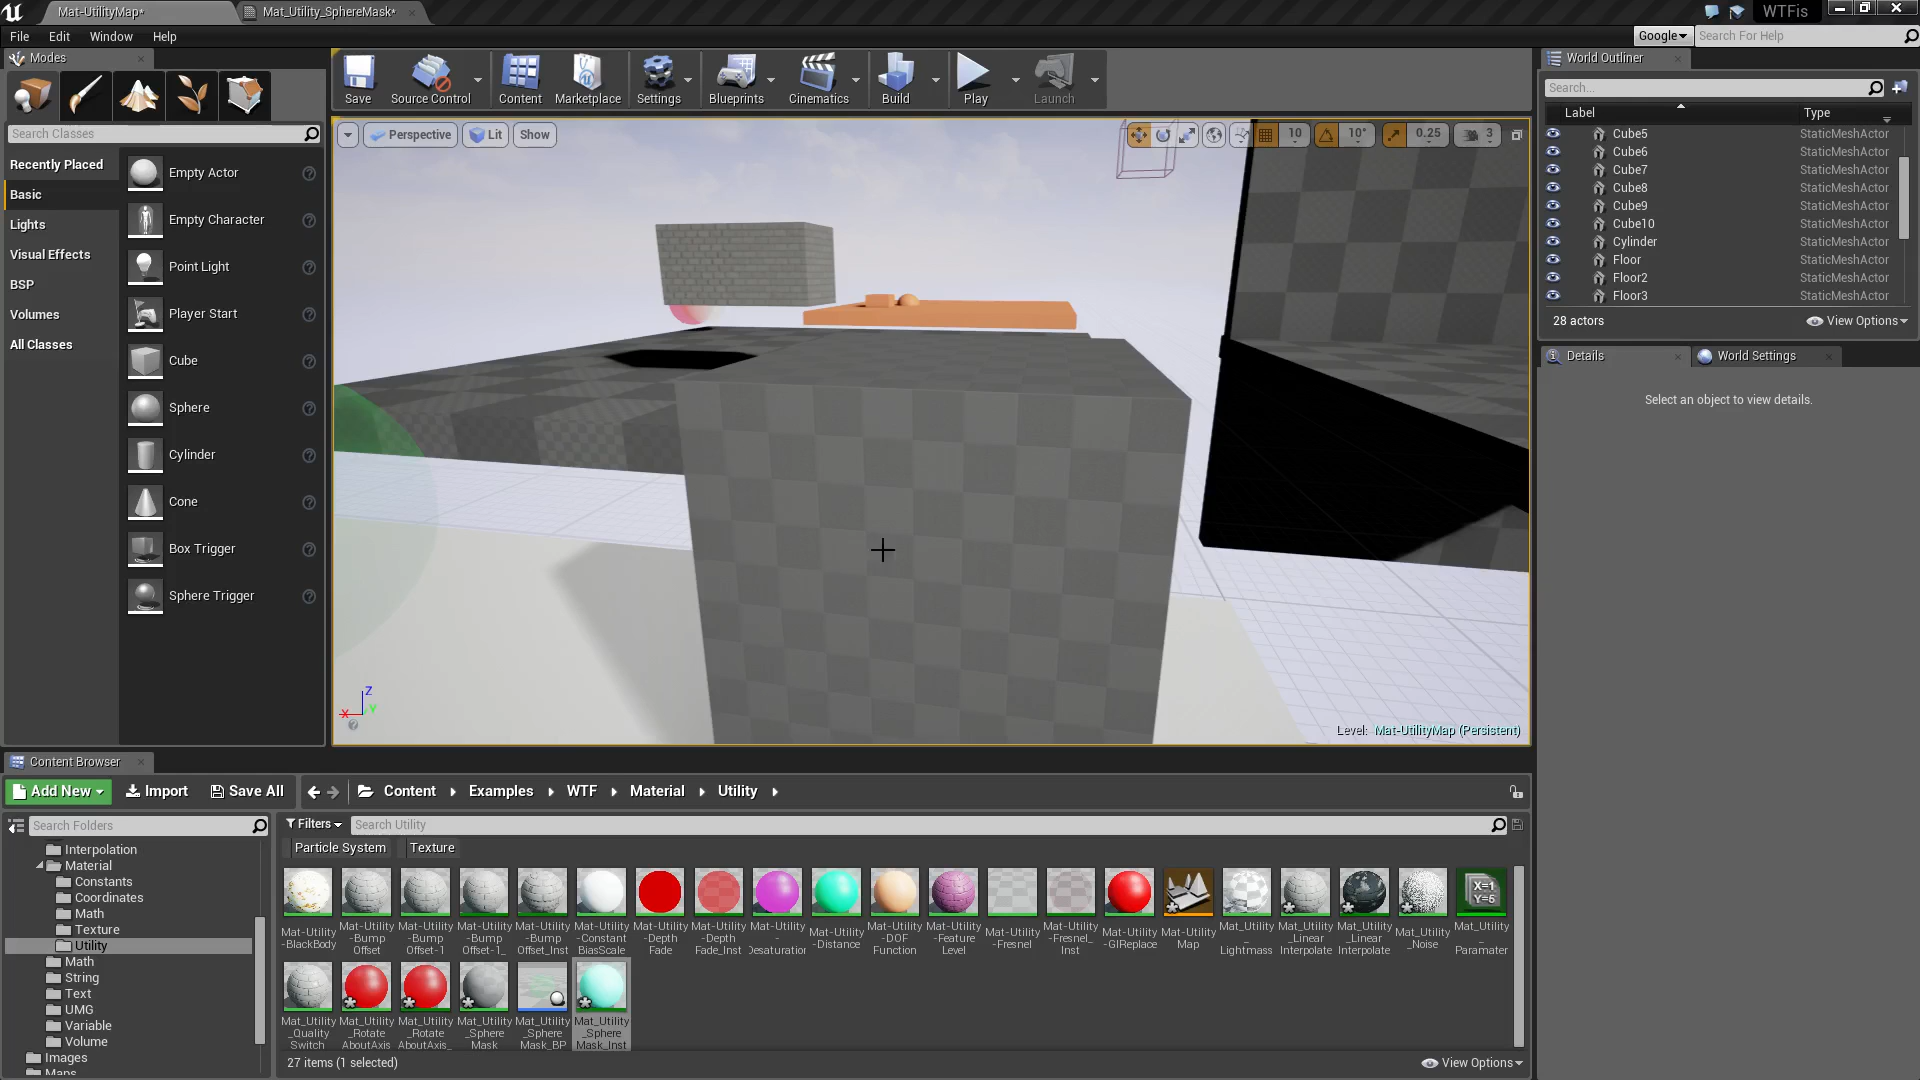 Mat-UtilityMap*
Mat_Utility_SphereMask*
WTFis
File Edit Window Help
Google
Search For Help
Modes
Save
Source Control
Content
Marketplace
Settings
Blueprints
Cinematics
Build
Play
Launch
World Outliner
Search...
Label Type
Search Classes
Perspective Lit Show
10 10° 0.25 3
Recently Placed
Basic
Lights
Visual Effects
BSP
Volumes
All Classes
Empty Actor
Empty Character
Point Light
Player Start
Cube
Sphere
Cylinder
Cone
Box Trigger
Sphere Trigger
Cube5 StaticMeshActor
Cube6 StaticMeshActor
Cube7 StaticMeshActor
Cube8 StaticMeshActor
Cube9 StaticMeshActor
Cube10 StaticMeshActor
Cylinder StaticMeshActor
Floor StaticMeshActor
Floor2 StaticMeshActor
Floor3 StaticMeshActor
28 actors
View Options
Details
World Settings
Select an object to view details.
Z
X
Y
Level: Mat-UtilityMap (Persistent)
Content Browser
Add New Import Save All Content Examples WTF Material Utility
Search Folders
Filters
Search Utility
Particle System Texture
Interpolation
Material
Constants
Coordinates
Math
Texture
Utility
Math
String
Text
UMG
Variable
Volume
Images
Maps
Mat-Utility
-BlackBody
Mat-Utility
-Bump
Offset
Mat-Utility
-Bump
Offset-1
Mat-Utility
-Bump
Offset-1_
Mat-Utility
-Bump
Offset_Inst
Mat-Utility
-Constant
BiasScale
Mat-Utility
-Depth
Fade
Mat-Utility
-Depth
Fade_Inst
Mat-Utility
-
Desaturation
Mat-Utility
-Distance
Mat-Utility
-DOF
Function
Mat-Utility
-Feature
Level
Mat-Utility
-Fresnel
Mat-Utility
-Fresnel_
Inst
Mat-Utility
-GIReplace
Mat-Utility
Map
Mat_Utility
_
Lightmass
Mat_Utility
_Linear
Interpolate
Mat_Utility
_Linear
Interpolate
Mat_Utility
_Noise
X=1
Y=5
Mat_Utility
_
Paramater
Mat_Utility
_Quality
Switch
Mat_Utility
_Rotate
AboutAxis
Mat_Utility
_Rotate
AboutAxis_
Mat_Utility
_Sphere
Mask
Mat_Utility
_Sphere
Mask_BP
Mat_Utility
_Sphere
Mask_Inst
27 items (1 selected)
View Options